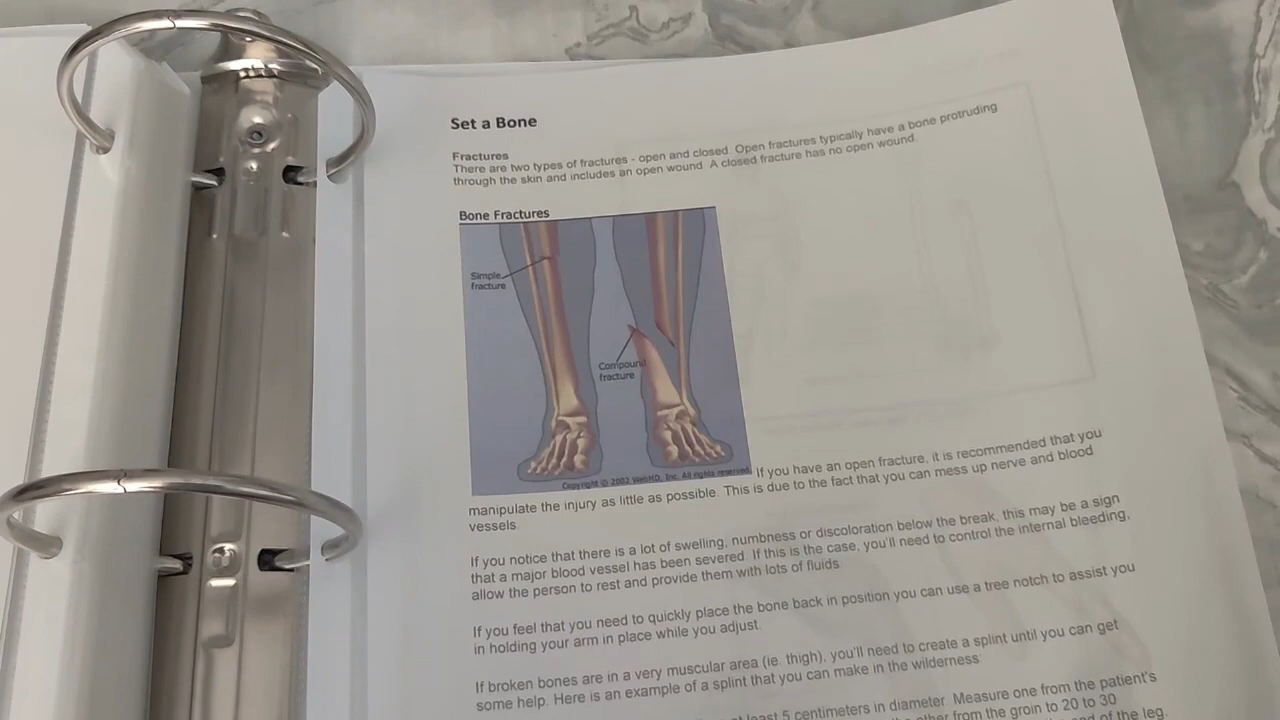 Set a Bone
Fractures
There are two types of fractures - open and closed. Open fractures typically have a bone protruding
through the skin and includes an open wound. A closed fracture has no open wound.
Bone Fractures
Simple
fracture
Compound
fracture
Copyright © 2002 WebMD, Inc. All rights reserved.
If you have an open fracture, it is recommended that you
manipulate the injury as little as possible. This is due to the fact that you can mess up nerve and blood
vessels.
If you notice that there is a lot of swelling, numbness or discoloration below the break, this may be a sign
that a major blood vessel has been severed. If this is the case, you'll need to control the internal bleeding,
allow the person to rest and provide them with lots of fluids.
If you feel that you need to quickly place the bone back in position you can use a tree notch to assist you
in holding your arm in place while you adjust.
If broken bones are in a very muscular area (ie. thigh), you'll need to create a splint until you can get
some help. Here is an example of a splint that you can make in the wilderness:
least 5 centimeters in diameter. Measure one from the patient's
other from the groin to 20 to 30
of the leg.